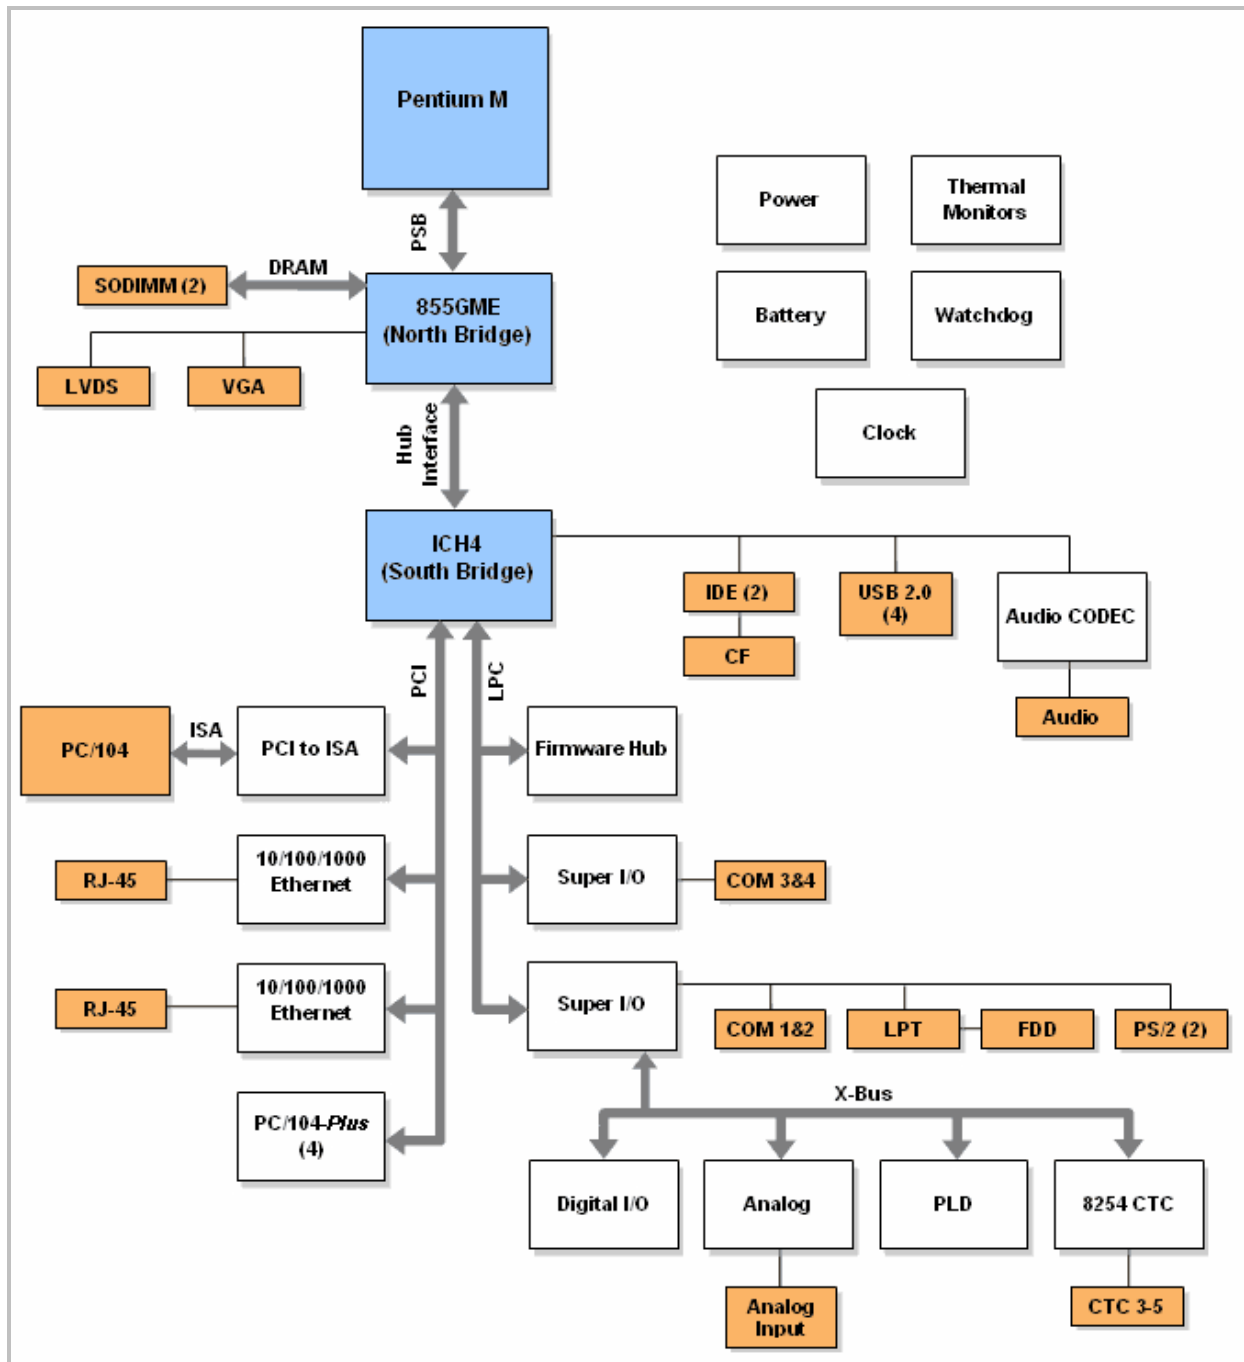 Pentium M
PSB
Power
Thermal
Monitors
SODIMM (2)
DRAM
855GME
(North Bridge)
Battery
Watchdog
LVDS
VGA
Hub
Interface
Clock
ICH4
(South Bridge)
IDE (2)
USB 2.0
(4)
Audio CODEC
CF
PCI
LPC
Audio
PC/104
ISA
PCI to ISA
Firmware Hub
RJ-45
10/100/1000
Ethernet
Super I/O
COM 3&4
RJ-45
10/100/1000
Ethernet
Super I/O
COM 1&2
LPT
FDD
PS/2 (2)
PC/104-Plus
(4)
X-Bus
Digital I/O
Analog
PLD
8254 CTC
Analog
Input
CTC 3-5